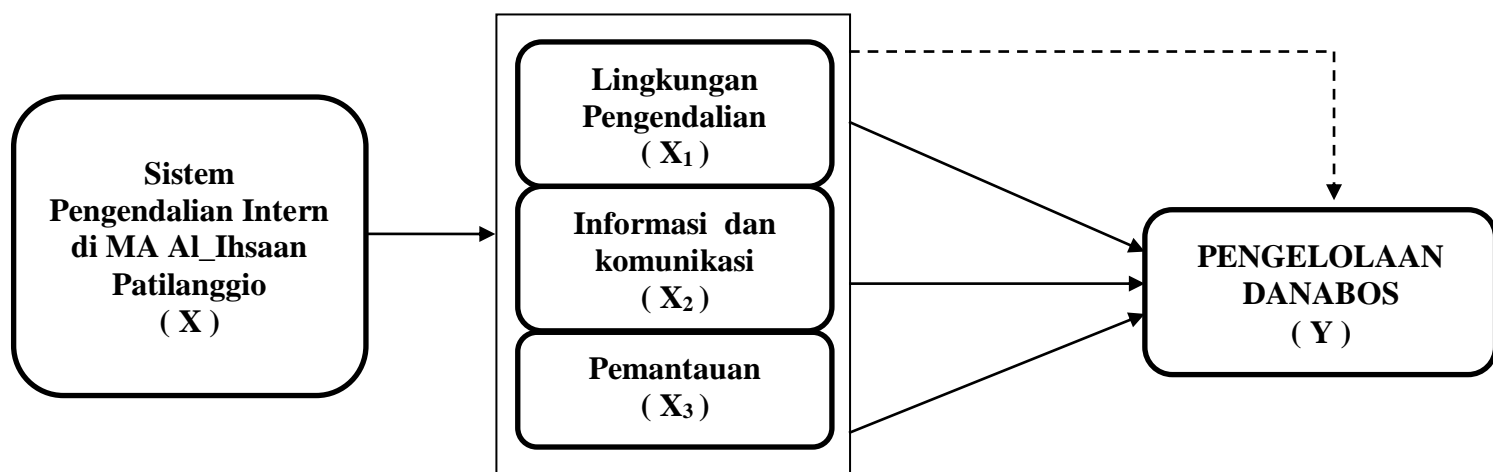 Sistem
Pengendalian Intern
di MA Al_Ihsaan
Patilanggio
( X )
Lingkungan
Pengendalian
( X₁ )
Informasi dan
komunikasi
( X₂ )
Pemantauan
( X₃ )
PENGELOLAAN
DANABOS
( Y )